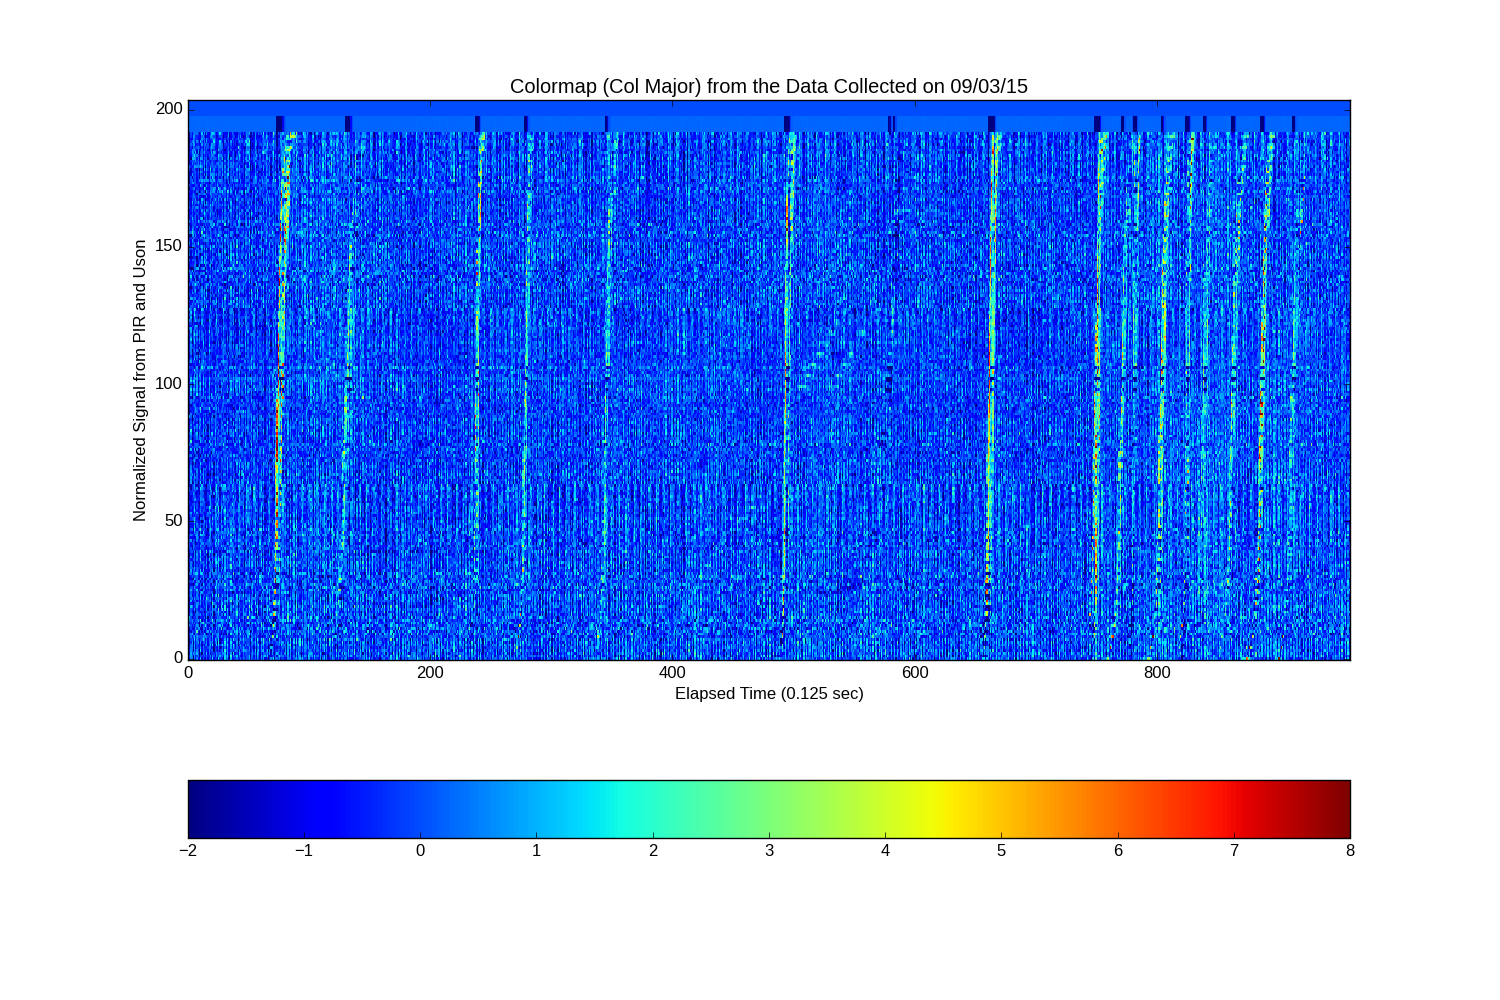 Colormap (Col Major) from the Data Collected on 09/03/15
200
150
100
50
0
Normalized Signal from PIR and Uson
0 200 400 600 800
Elapsed Time (0.125 sec)
−2 −1 0 1 2 3 4 5 6 7 8